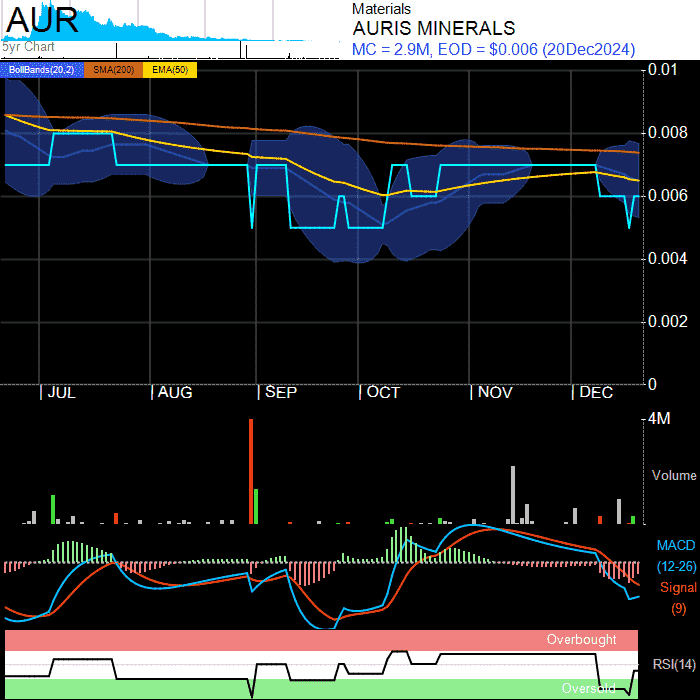 AUR
5yr Chart
Materials
AURIS MINERALS
MC = 2.9M, EOD = $0.006 (20Dec2024)
BollBands(20,2) SMA(200) EMA(50)
0.01
0.008
0.006
0.004
0.002
0
JUL AUG SEP OCT NOV DEC
4M
Volume
MACD
(12-26)
Signal
(9)
Overbought
RSI(14)
Oversold